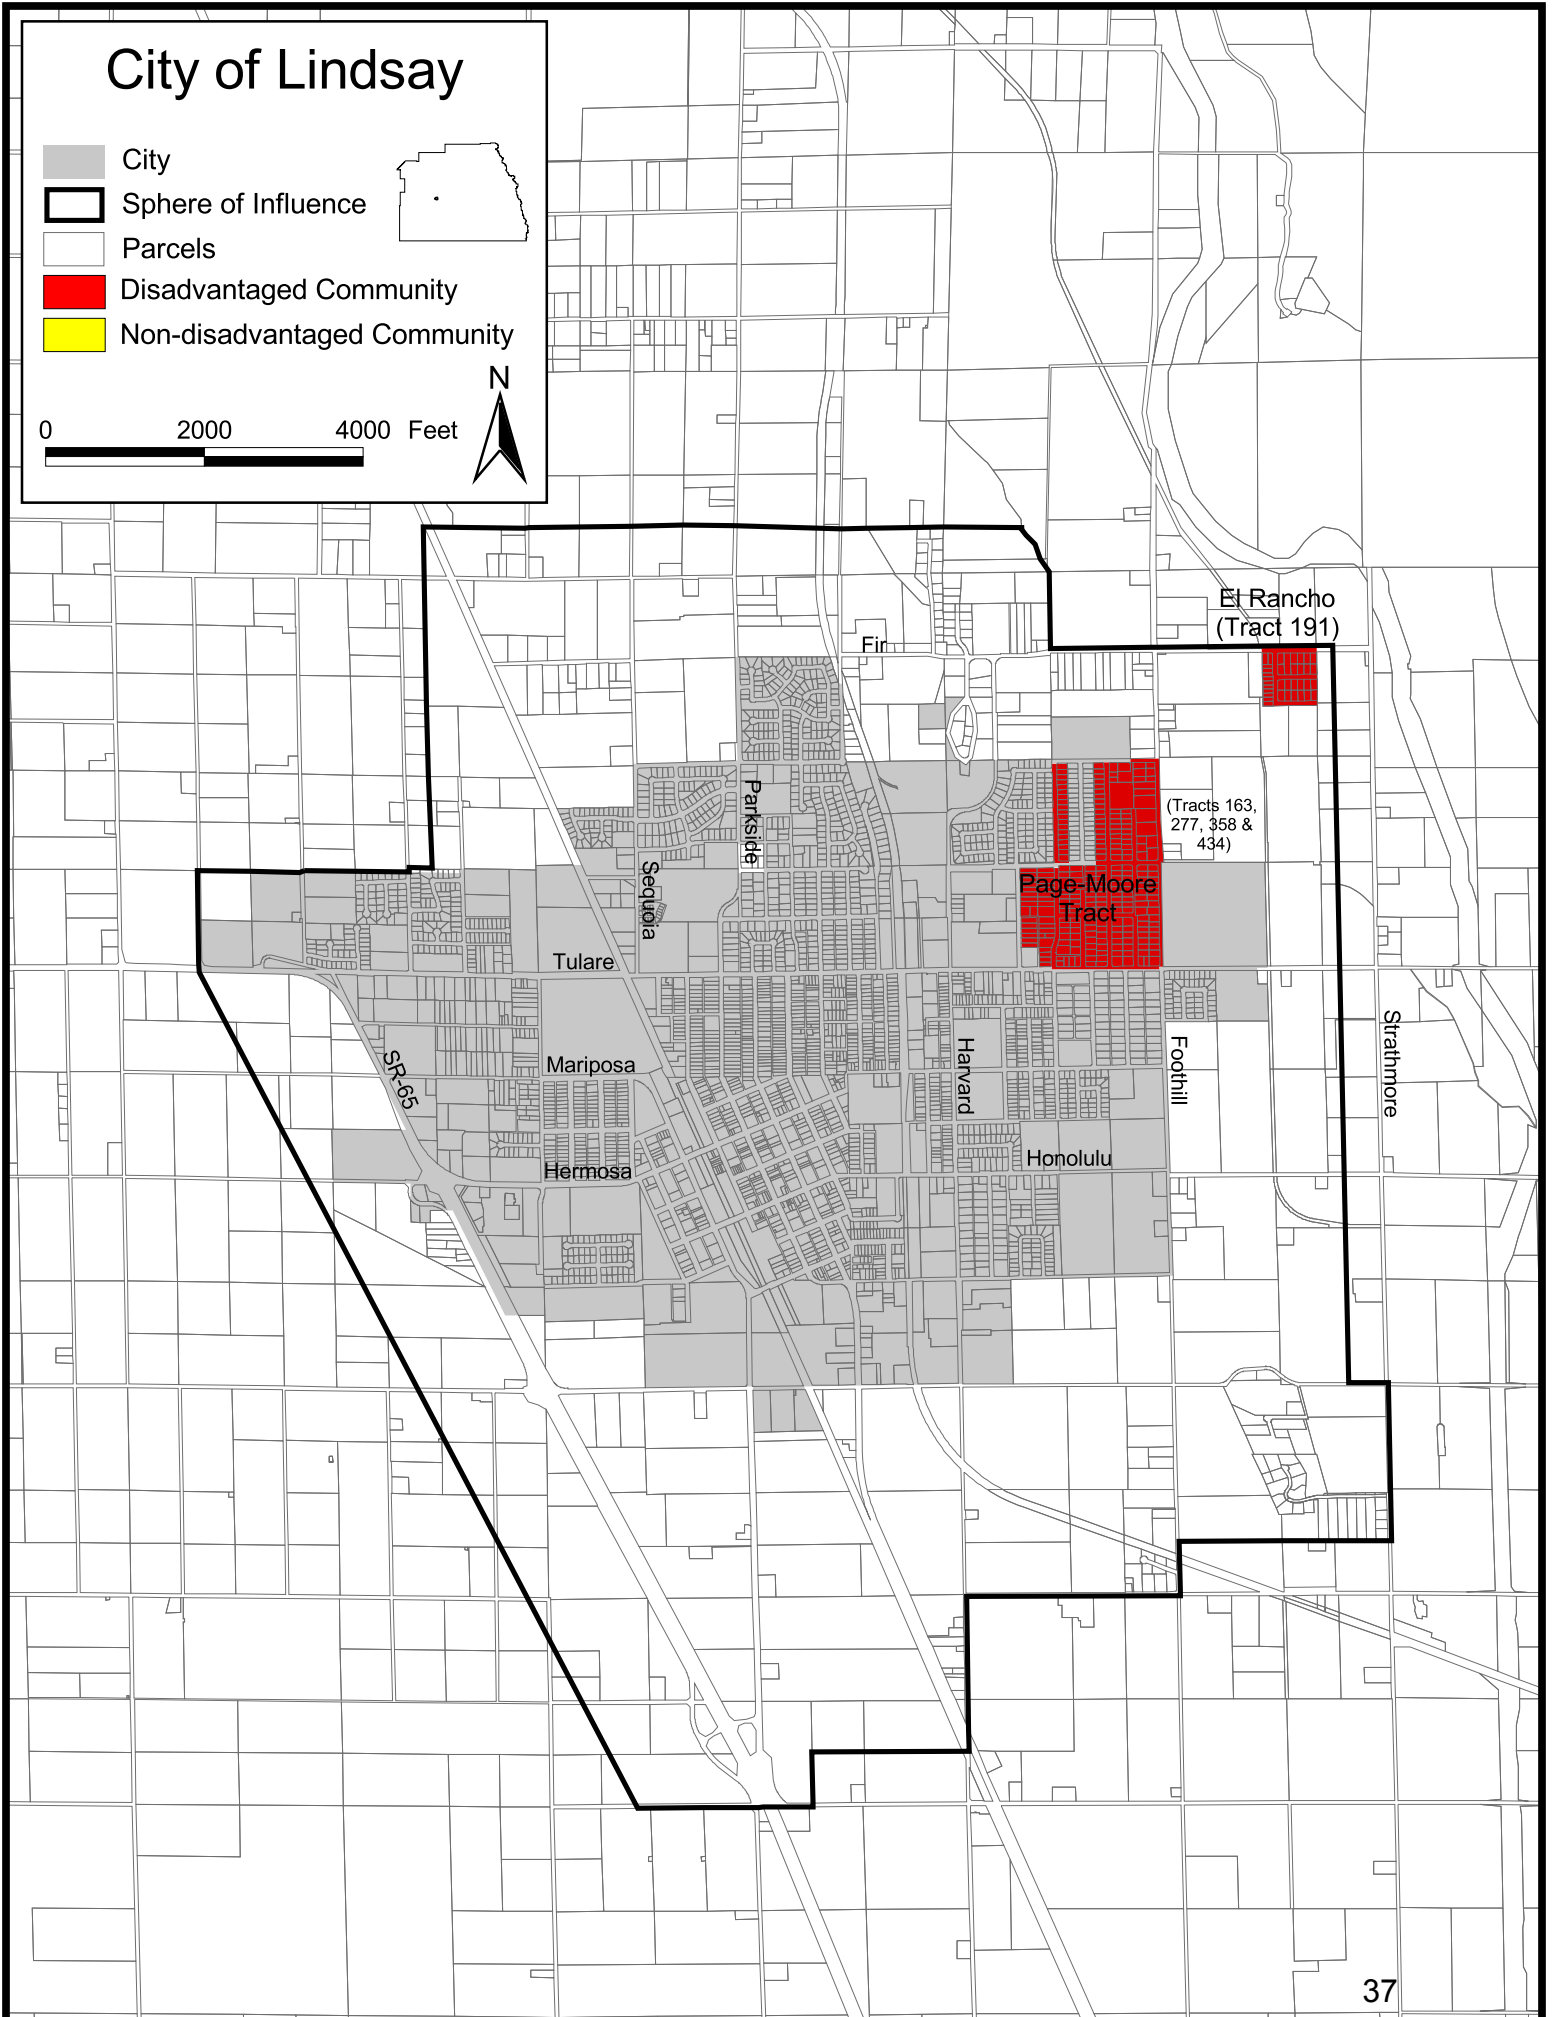 City of Lindsay
City
Sphere of Influence
Parcels
Disadvantaged Community
Non-disadvantaged Community
N
0 2000 4000 Feet
El Rancho
(Tract 191)
Fir
Parkside
(Tracts 163,
277, 358 &
434)
Sequoia
Page-Moore
Tract
Tulare
SR-65
Mariposa
Harvard
Foothill
Strathmore
Honolulu
Hermosa
37